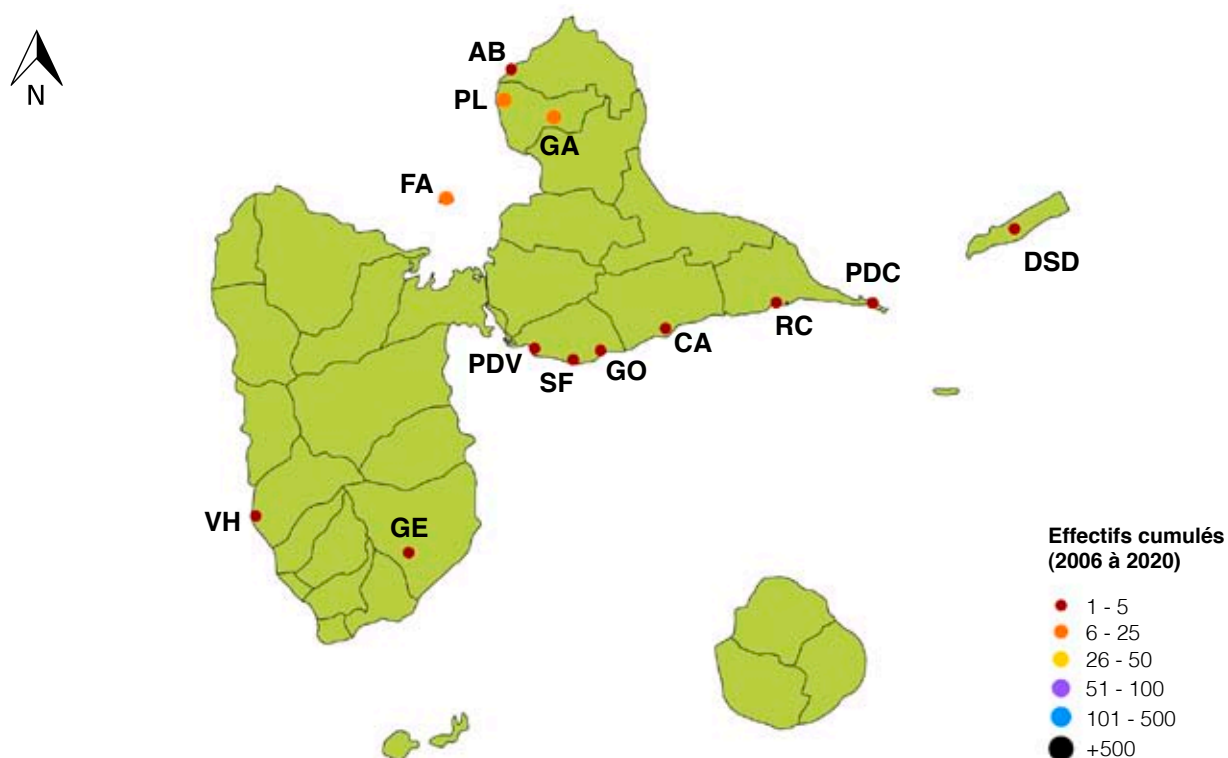 N
AB
PL
GA
FA
DSD
PDC
RC
CA
GO
SF
PDV
VH
GE
Effectifs cumulés
(2006 à 2020)
1 - 5
6 - 25
26 - 50
51 - 100
101 - 500
+500